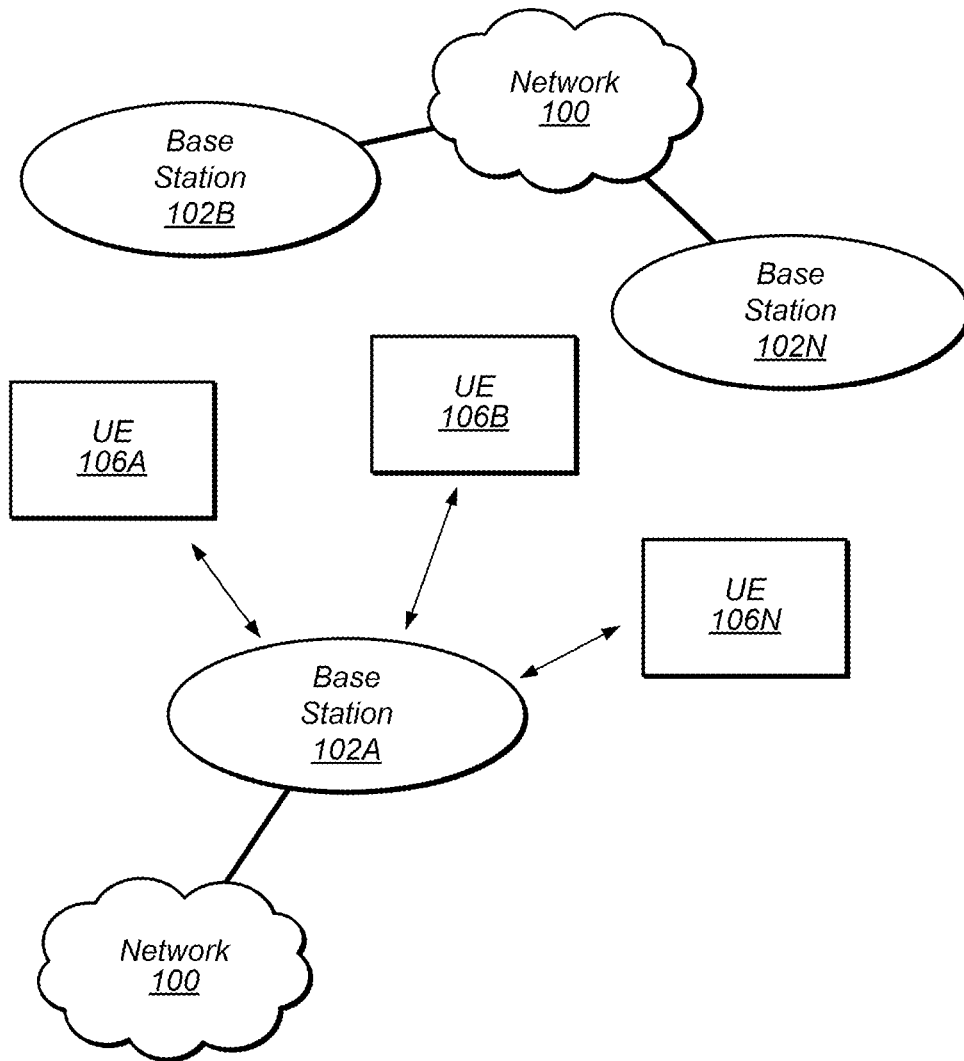 Network
100
Base
Station
102B
Base
Station
102N
UE
106B
UE
106A
UE
106N
Base
Station
102A
Network
100